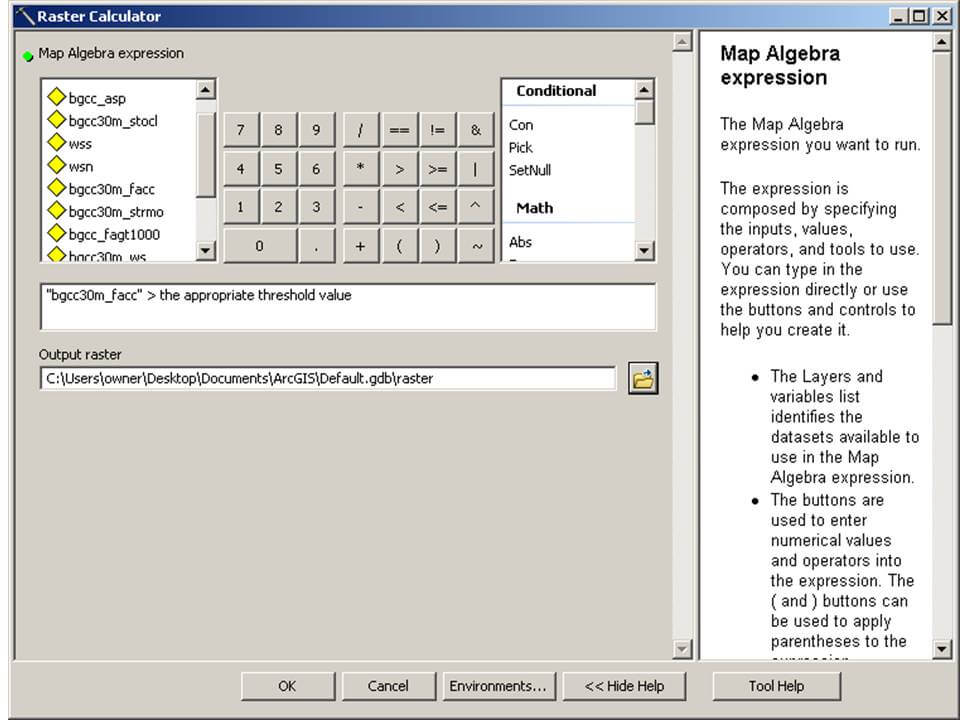 Raster Calculator
Map Algebra expression
bgcc_asp
bgcc30m_stocl
wss
wsn
bgcc30m_facc
bgcc30m_strmo
bgcc_fagt1000
bgcc30m_ws
7 8 9 / == != &
4 5 6 * > >= |
1 2 3 - < <= ^
0 . + ( ) ~
Conditional
Con
Pick
SetNull
Math
Abs
"bgcc30m_facc" > the appropriate threshold value
Output raster
C:\Users\owner\Desktop\Documents\ArcGIS\Default.gdb\raster
OK Cancel Environments... << Hide Help Tool Help
Map Algebra
expression
The Map Algebra
expression you want to run.
The expression is
composed by specifying
the inputs, values,
operators, and tools to use.
You can type in the
expression directly or use
the buttons and controls to
help you create it.
• The Layers and
variables list
identifies the
datasets available to
use in the Map
Algebra expression.
• The buttons are
used to enter
numerical values
and operators into
the expression. The
( and ) buttons can
be used to apply
parentheses to the